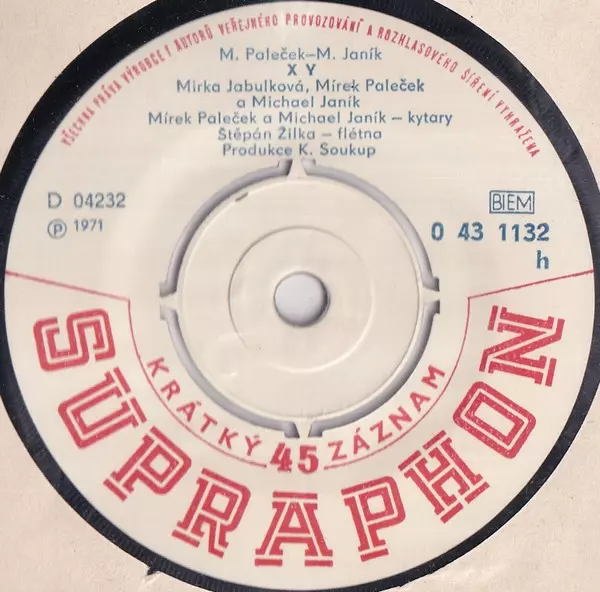 VŠECHNA PRÁVA VÝROBCE I AUTORŮ VEŘEJNÉHO PROVOZOVÁNÍ A ROZHLASOVÉHO ŠÍŘENÍ VYHRAŽENA
M. Paleček–M. Janík
X Y
Mirka Jabulková, Mírek Paleček
a Michael Janík
Mírek Paleček a Michael Janík – kytary
Štěpán Žilka – flétna
Produkce K. Soukup
D 04232
Ⓟ 1971
BIEM
0 43 1132
h
KRÁTKÝ 45 ZÁZNAM
SUPRAPHON